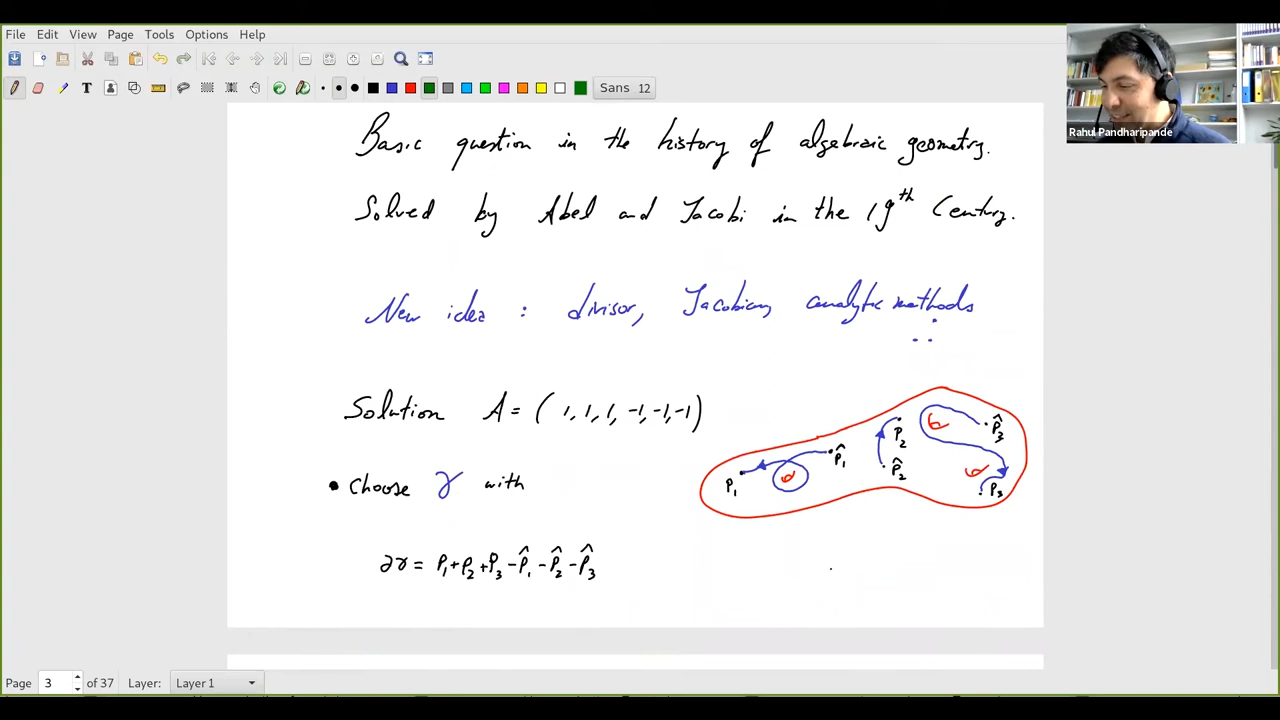 File Edit View Page Tools Options Help
Sans 12
Rahul Pandharipande
Basic question in the history of algebraic geometry.
Solved by Abel and Jacobi in the 19th Century.
New idea : divisor, Jacobian, analytic methods
Solution A = ( 1, 1, 1, -1, -1, -1)
• Choose γ with
∂γ = P₁ + P₂ + P₃ - P̂₁ - P̂₂ - P̂₃
P₁ P̂₁ P₂ P̂₂ P̂₃ P₃
Page 3 of 37 Layer: Layer 1